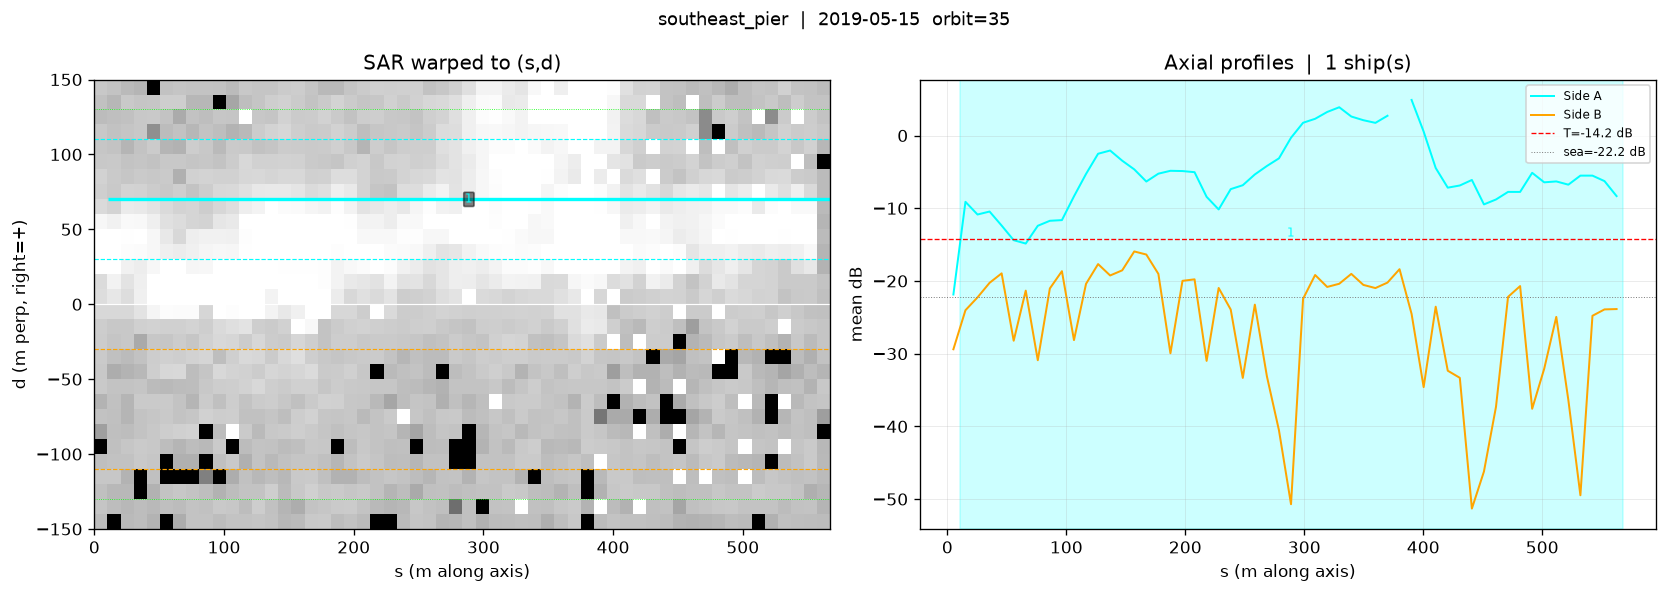 southeast_pier  |  2019-05-15  orbit=35
SAR warped to (s,d)
150
100
50
0
−50
−100
−150
d (m perp, right=+)
1
0
100
200
300
400
500
s (m along axis)
Axial profiles  |  1 ship(s)
0
−10
−20
−30
−40
−50
mean dB
1
Side A
Side B
T=-14.2 dB
sea=-22.2 dB
0
100
200
300
400
500
s (m along axis)